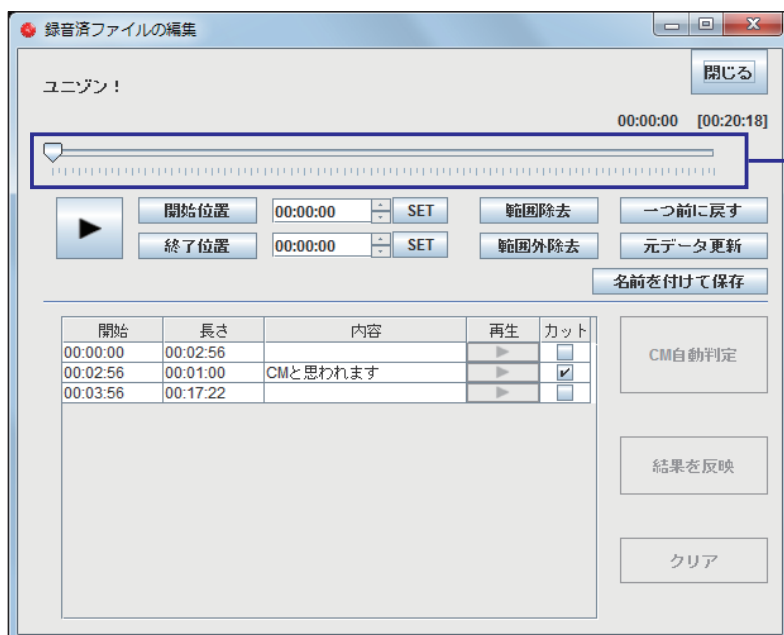 録音済ファイルの編集
閉じる
ユニゾン！
00:00:00 [00:20:18]
開始位置 00:00:00 SET 範囲除去 一つ前に戻す
終了位置 00:00:00 SET 範囲外除去 元データ更新
名前を付けて保存
開始 長さ 内容 再生 カット
00:00:00 00:02:56
00:02:56 00:01:00 CMと思われます
00:03:56 00:17:22
CM自動判定
結果を反映
クリア